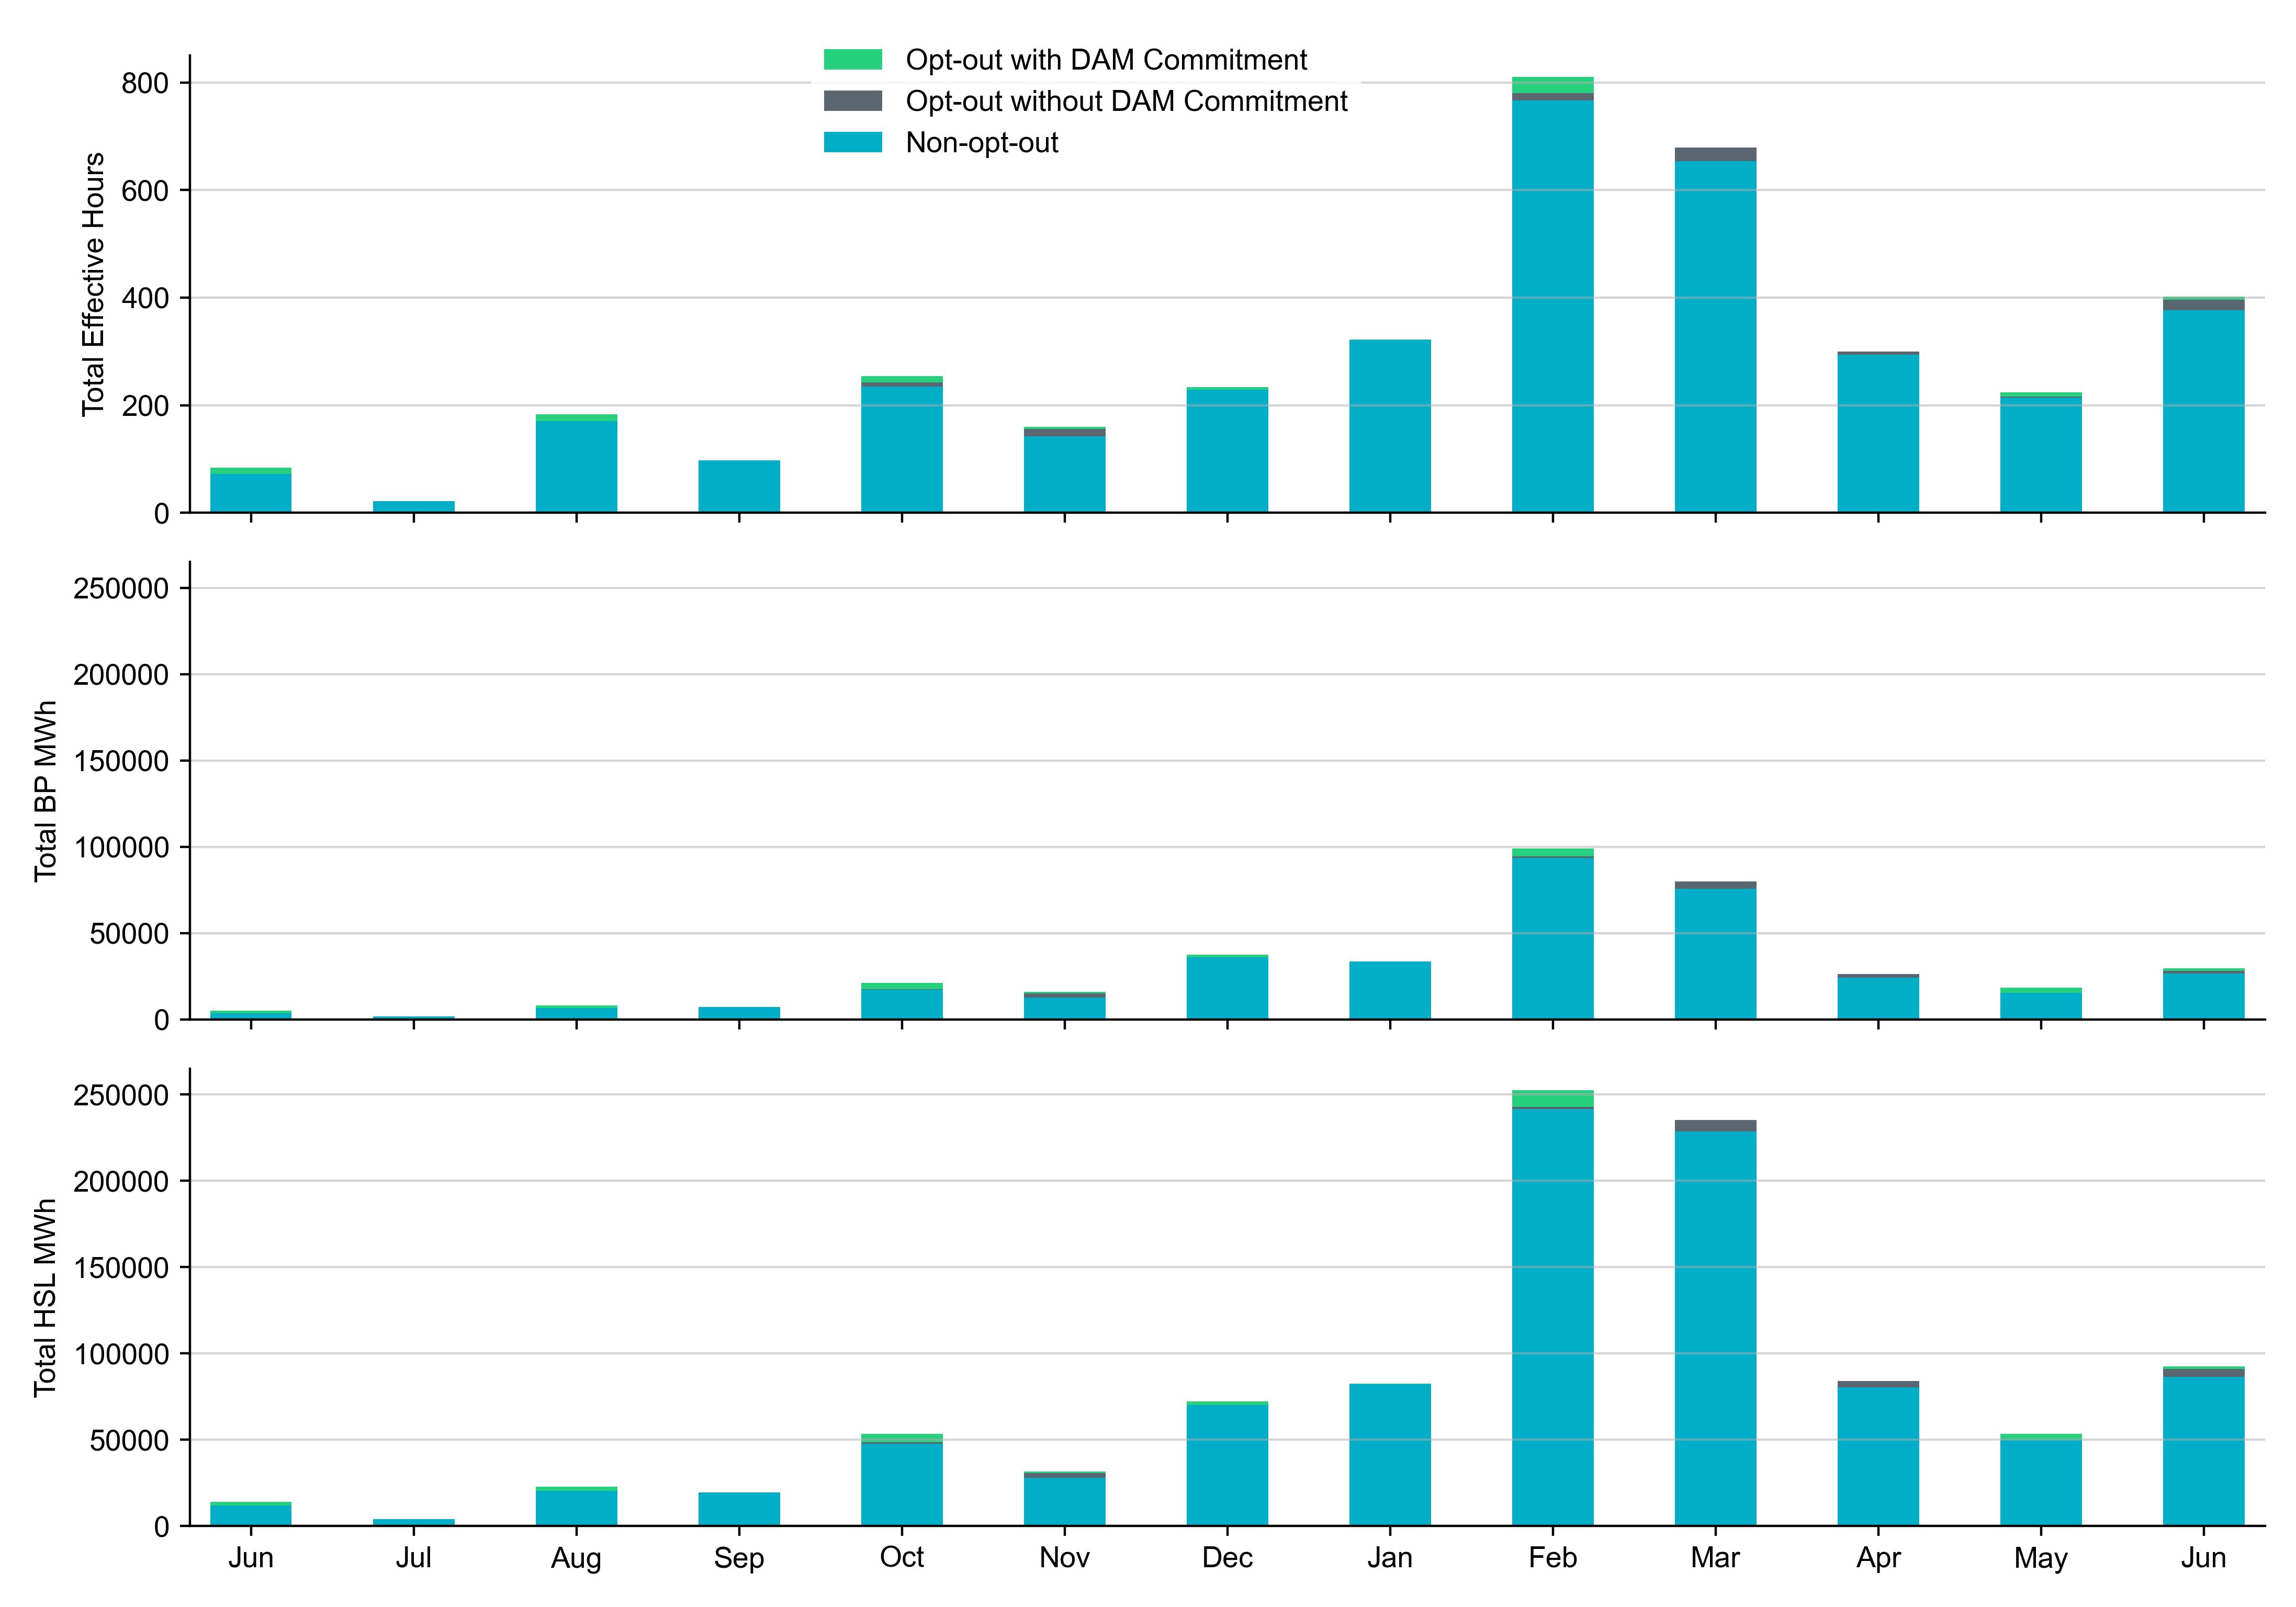 Opt-out with DAM Commitment
Opt-out without DAM Commitment
Non-opt-out
Total Effective Hours
800
600
400
200
0
Total BP MWh
250000
200000
150000
100000
50000
0
Total HSL MWh
250000
200000
150000
100000
50000
0
Jun Jul Aug Sep Oct Nov Dec Jan Feb Mar Apr May Jun